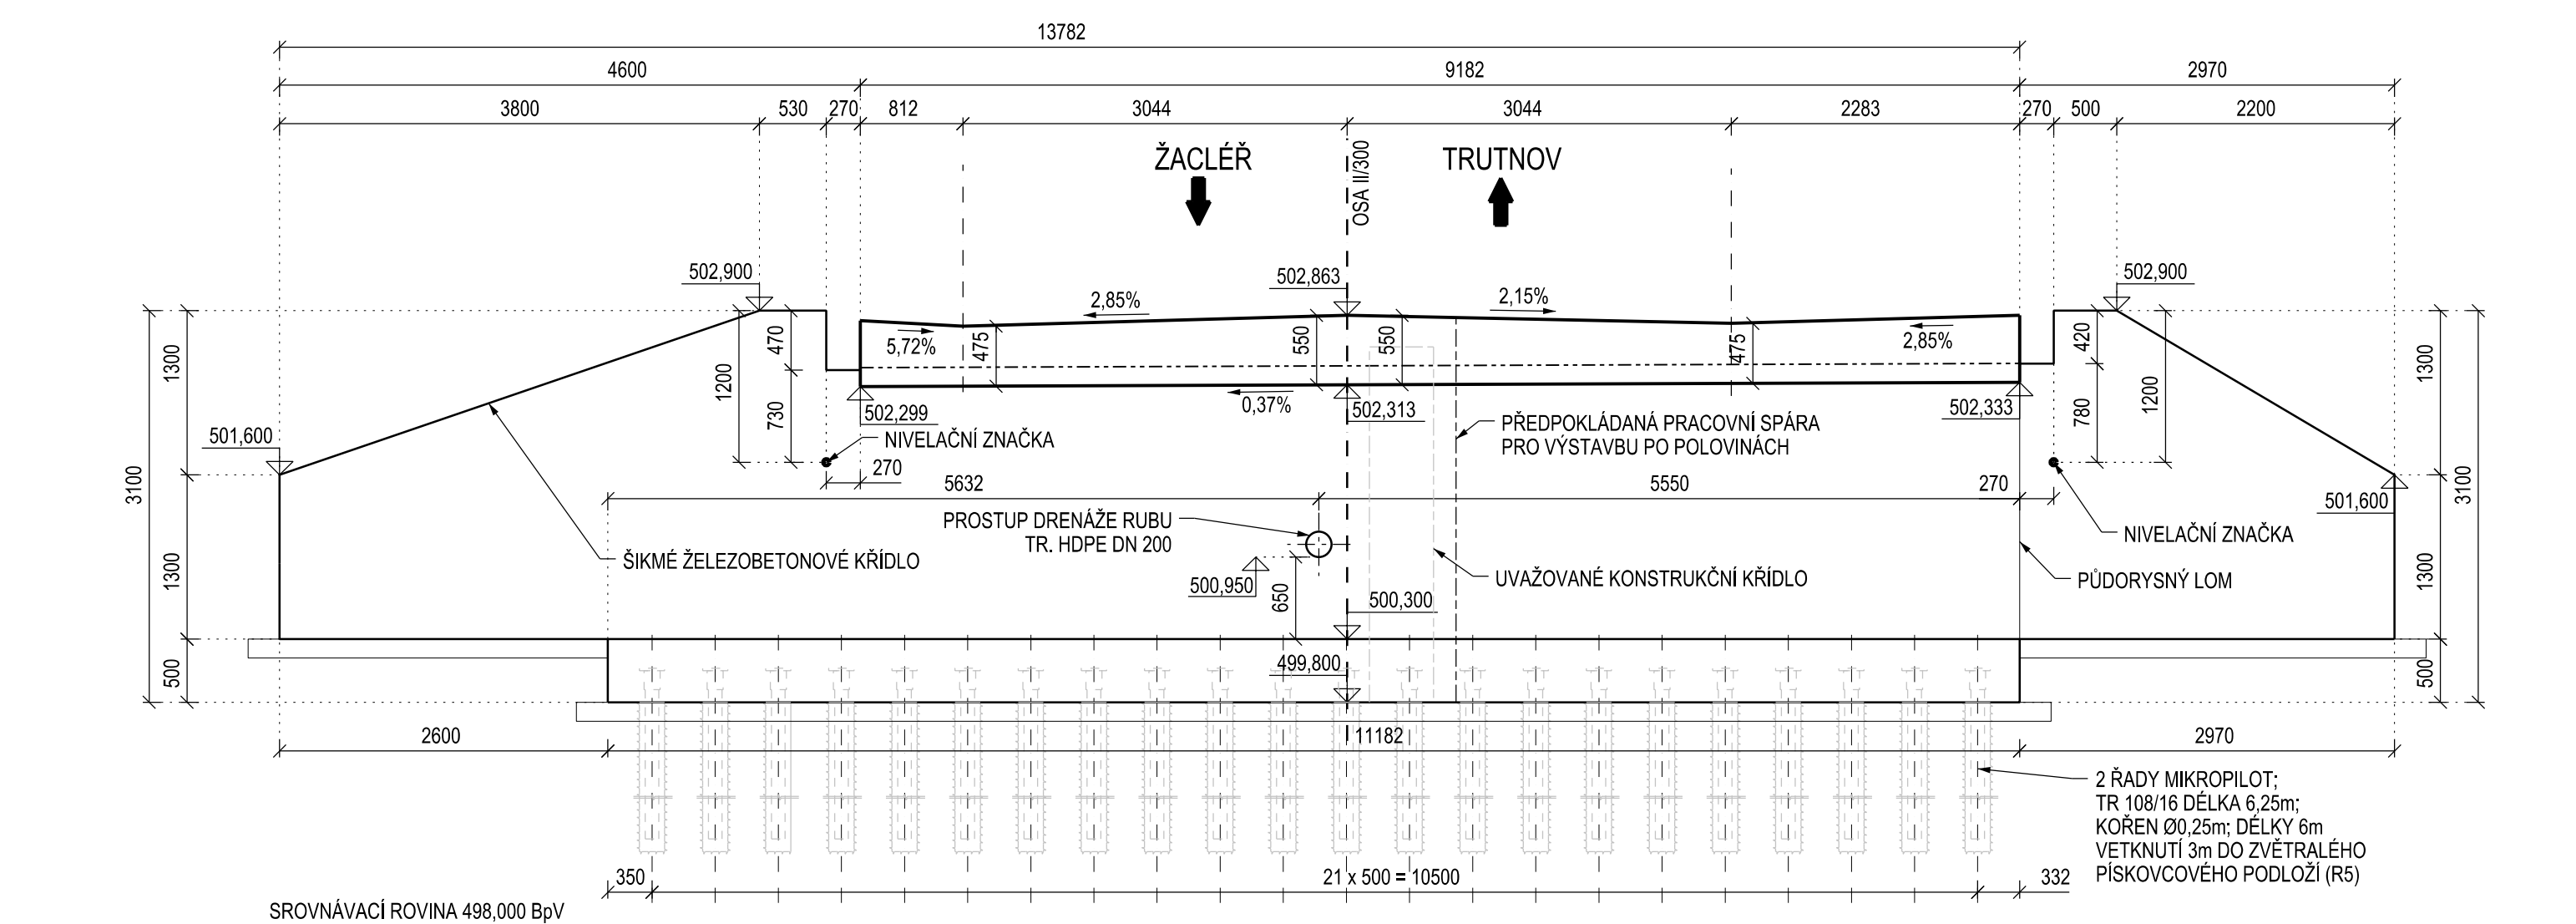 13782
4600 9182 2970
3800 530 270 812 3044 3044 2283 270 500 2200
ŽACLÉŘ
OSA II/300
TRUTNOV
502,900
502,863
502,900
2,85%
2,15%
5,72%
2,85%
475
550
550
475
0,37%
502,299
502,313
502,333
470
1200
730
420
780
1200
501,600
501,600
1300
3100
1300
500
1300
3100
1300
500
NIVELAČNÍ ZNAČKA
270
PŘEDPOKLÁDANÁ PRACOVNÍ SPÁRA
PRO VÝSTAVBU PO POLOVINÁCH
5632 5550 270
PROSTUP DRENÁŽE RUBU
TR. HDPE DN 200
ŠIKMÉ ŽELEZOBETONOVÉ KŘÍDLO
500,950
650
500,300
499,800
UVAŽOVANÉ KONSTRUKČNÍ KŘÍDLO
NIVELAČNÍ ZNAČKA
PŮDORYSNÝ LOM
2600 11182 2970
2 ŘADY MIKROPILOT;
TR 108/16 DÉLKA 6,25m;
KOŘEN Ø0,25m; DÉLKY 6m
VETKNUTÍ 3m DO ZVĚTRALÉHO
PÍSKOVCOVÉHO PODLOŽÍ (R5)
350 21 x 500 = 10500 332
SROVNÁVACÍ ROVINA 498,000 BpV